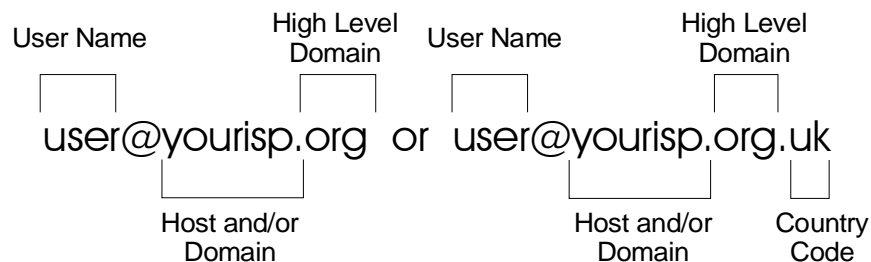 User Name High Level Domain User Name High Level Domain
user@yourisp.org or user@yourisp.org.uk
Host and/or Domain Host and/or Domain Country Code